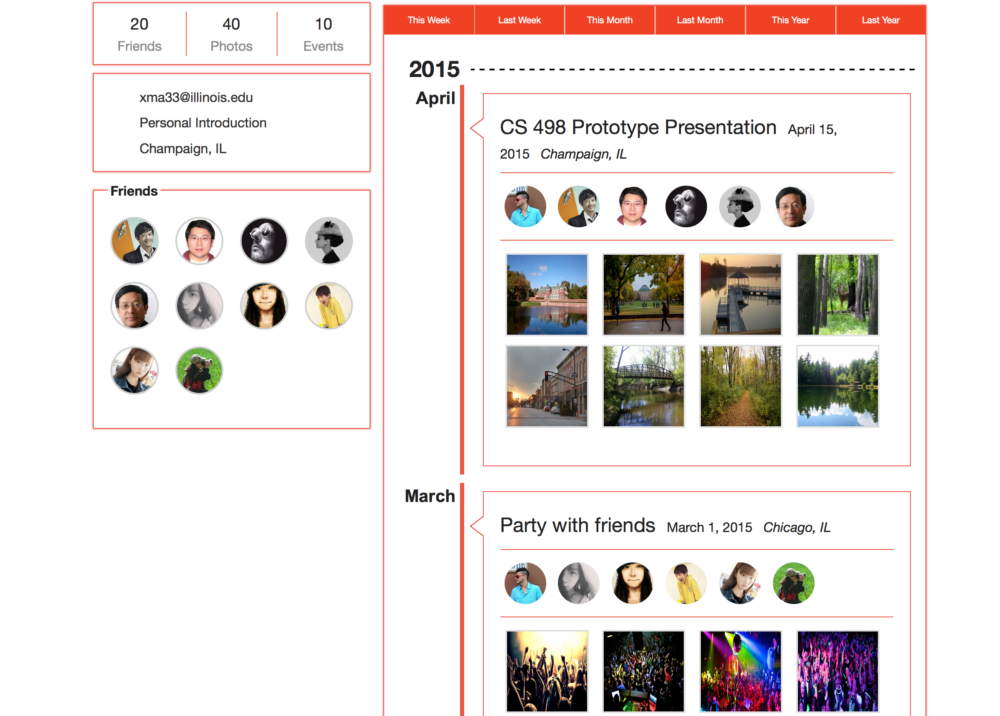 20
Friends
40
Photos
10
Events
xma33@illinois.edu
Personal Introduction
Champaign, IL
Friends
This Week
Last Week
This Month
Last Month
This Year
Last Year
2015
April
CS 498 Prototype Presentation April 15,
2015 Champaign, IL
March
Party with friends March 1, 2015 Chicago, IL